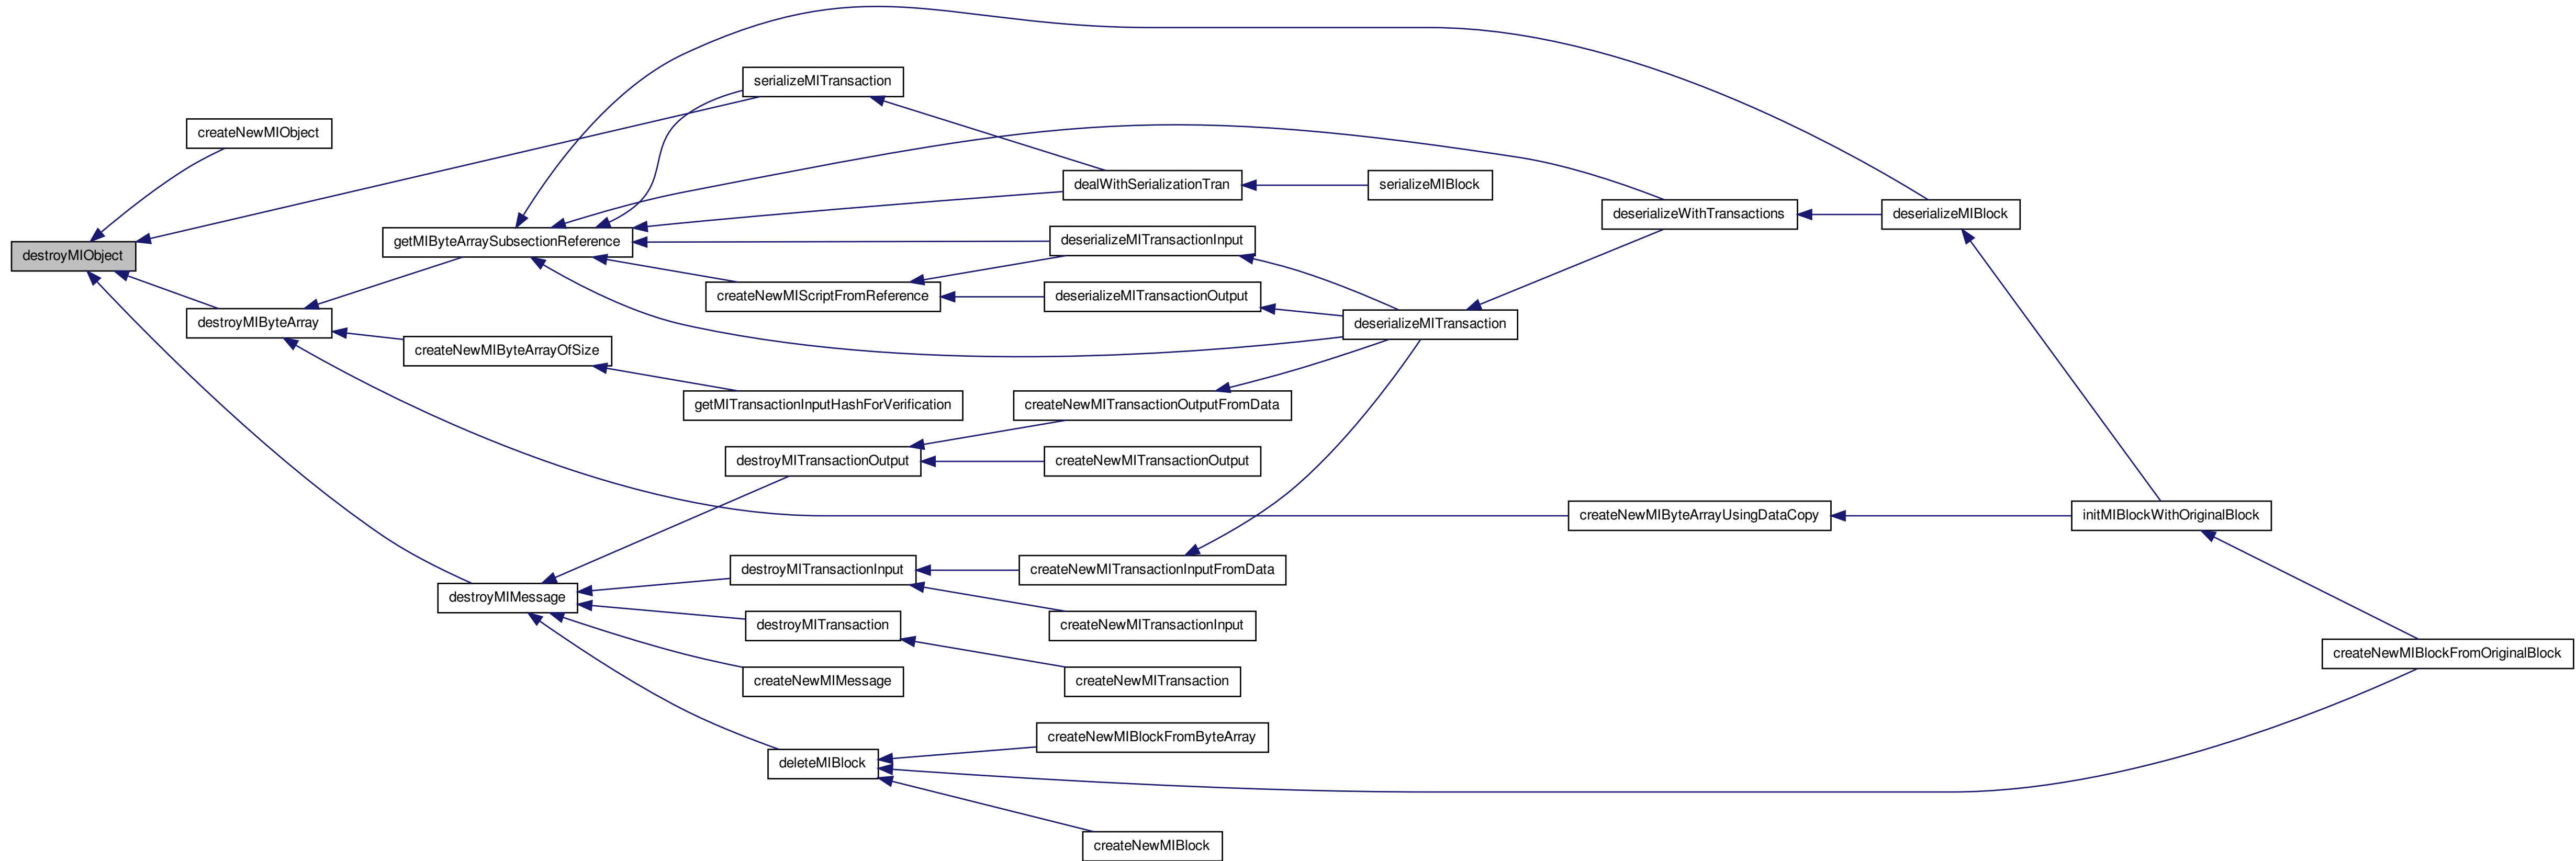 serializeMITransaction
createNewMIObject
dealWithSerializationTran
serializeMIBlock
deserializeWithTransactions
deserializeMIBlock
getMIByteArraySubsectionReference
deserializeMITransactionInput
destroyMIObject
createNewMIScriptFromReference
deserializeMITransactionOutput
destroyMIByteArray
deserializeMITransaction
createNewMIByteArrayOfSize
getMITransactionInputHashForVerification
createNewMITransactionOutputFromData
destroyMITransactionOutput
createNewMITransactionOutput
createNewMIByteArrayUsingDataCopy
initMIBlockWithOriginalBlock
destroyMITransactionInput
createNewMITransactionInputFromData
destroyMIMessage
destroyMITransaction
createNewMITransactionInput
createNewMIBlockFromOriginalBlock
createNewMIMessage
createNewMITransaction
createNewMIBlockFromByteArray
deleteMIBlock
createNewMIBlock